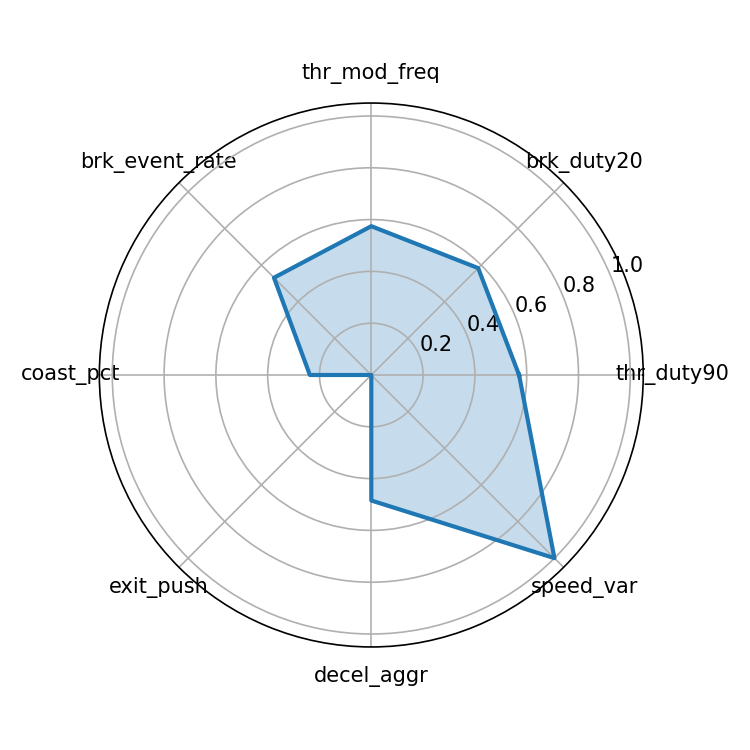 thr_mod_freq
brk_event_rate
brk_duty20
1.0
0.8
0.6
0.4
0.2
coast_pct
thr_duty90
exit_push
speed_var
decel_aggr